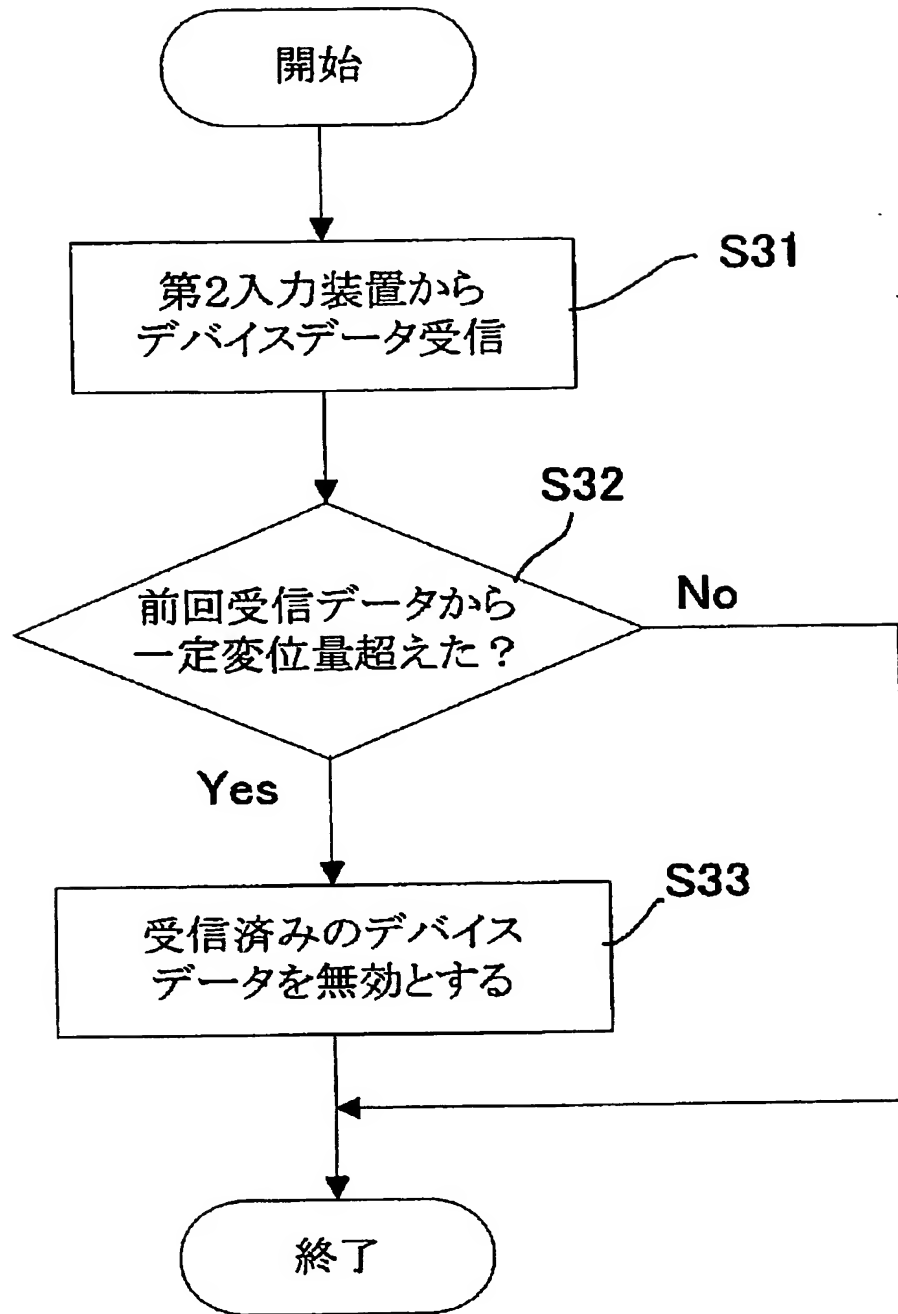 開始
S31
第2入力装置から
デバイスデータ受信
S32
前回受信データから
一定変位量超えた？
No
Yes
S33
受信済みのデバイス
データを無効とする
終了